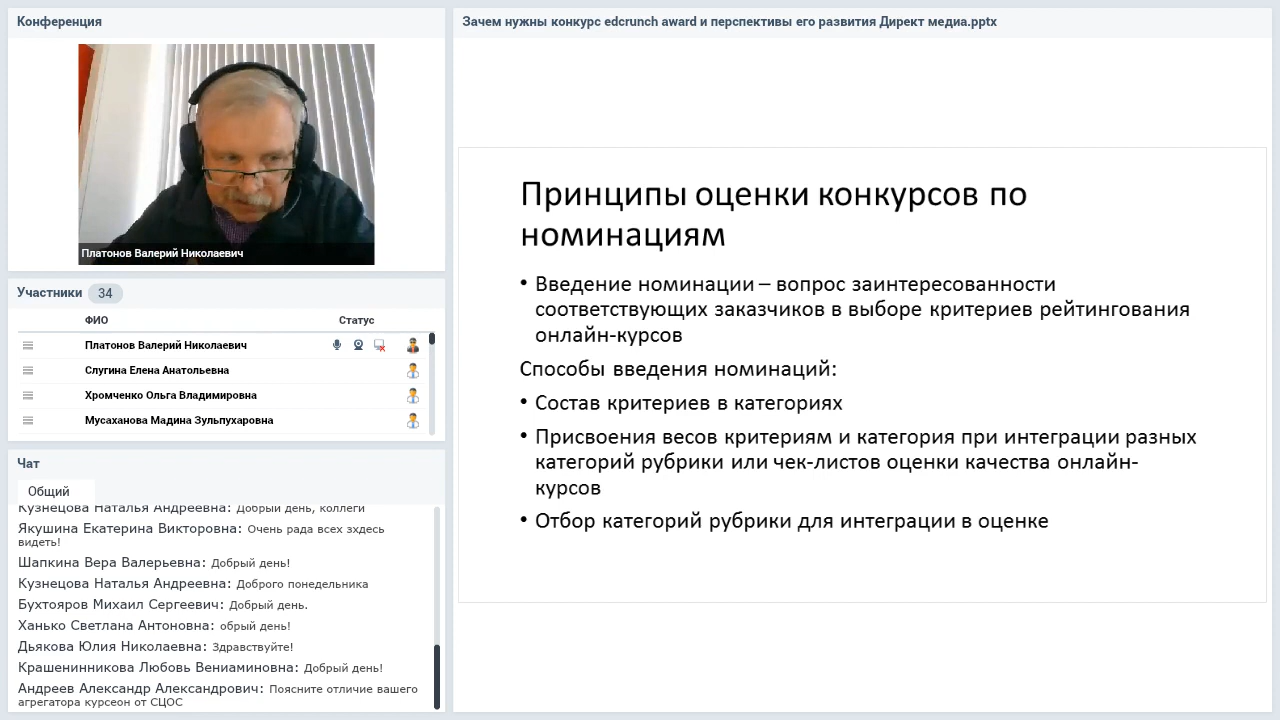 Конференция
Платонов Валерий Николаевич
Участники 34
ФИО Статус
Платонов Валерий Николаевич
Слугина Елена Анатольевна
Хромченко Ольга Владимировна
Мусаханова Мадина Зульпухаровна
Чат
Общий
Кузнецова Наталья Андреевна: Добрый день, коллеги
Якушина Екатерина Викторовна: Очень рада всех зхдесь
видеть!
Шапкина Вера Валерьевна: Добрый день!
Кузнецова Наталья Андреевна: Доброго понедельника
Бухтояров Михаил Сергеевич: Добрый день.
Ханько Светлана Антоновна: обрый день!
Дьякова Юлия Николаевна: Здравствуйте!
Крашенинникова Любовь Вениаминовна: Добрый день!
Андреев Александр Александрович: Поясните отличие вашего
агрегатора курсеон от СЦОС
Зачем нужны конкурс edcrunch award и перспективы его развития Директ медиа.pptx
Принципы оценки конкурсов по
номинациям
• Введение номинации – вопрос заинтересованности
соответствующих заказчиков в выборе критериев рейтингования
онлайн-курсов
Способы введения номинаций:
• Состав критериев в категориях
• Присвоения весов критериям и категория при интеграции разных
категорий рубрики или чек-листов оценки качества онлайн-
курсов
• Отбор категорий рубрики для интеграции в оценке